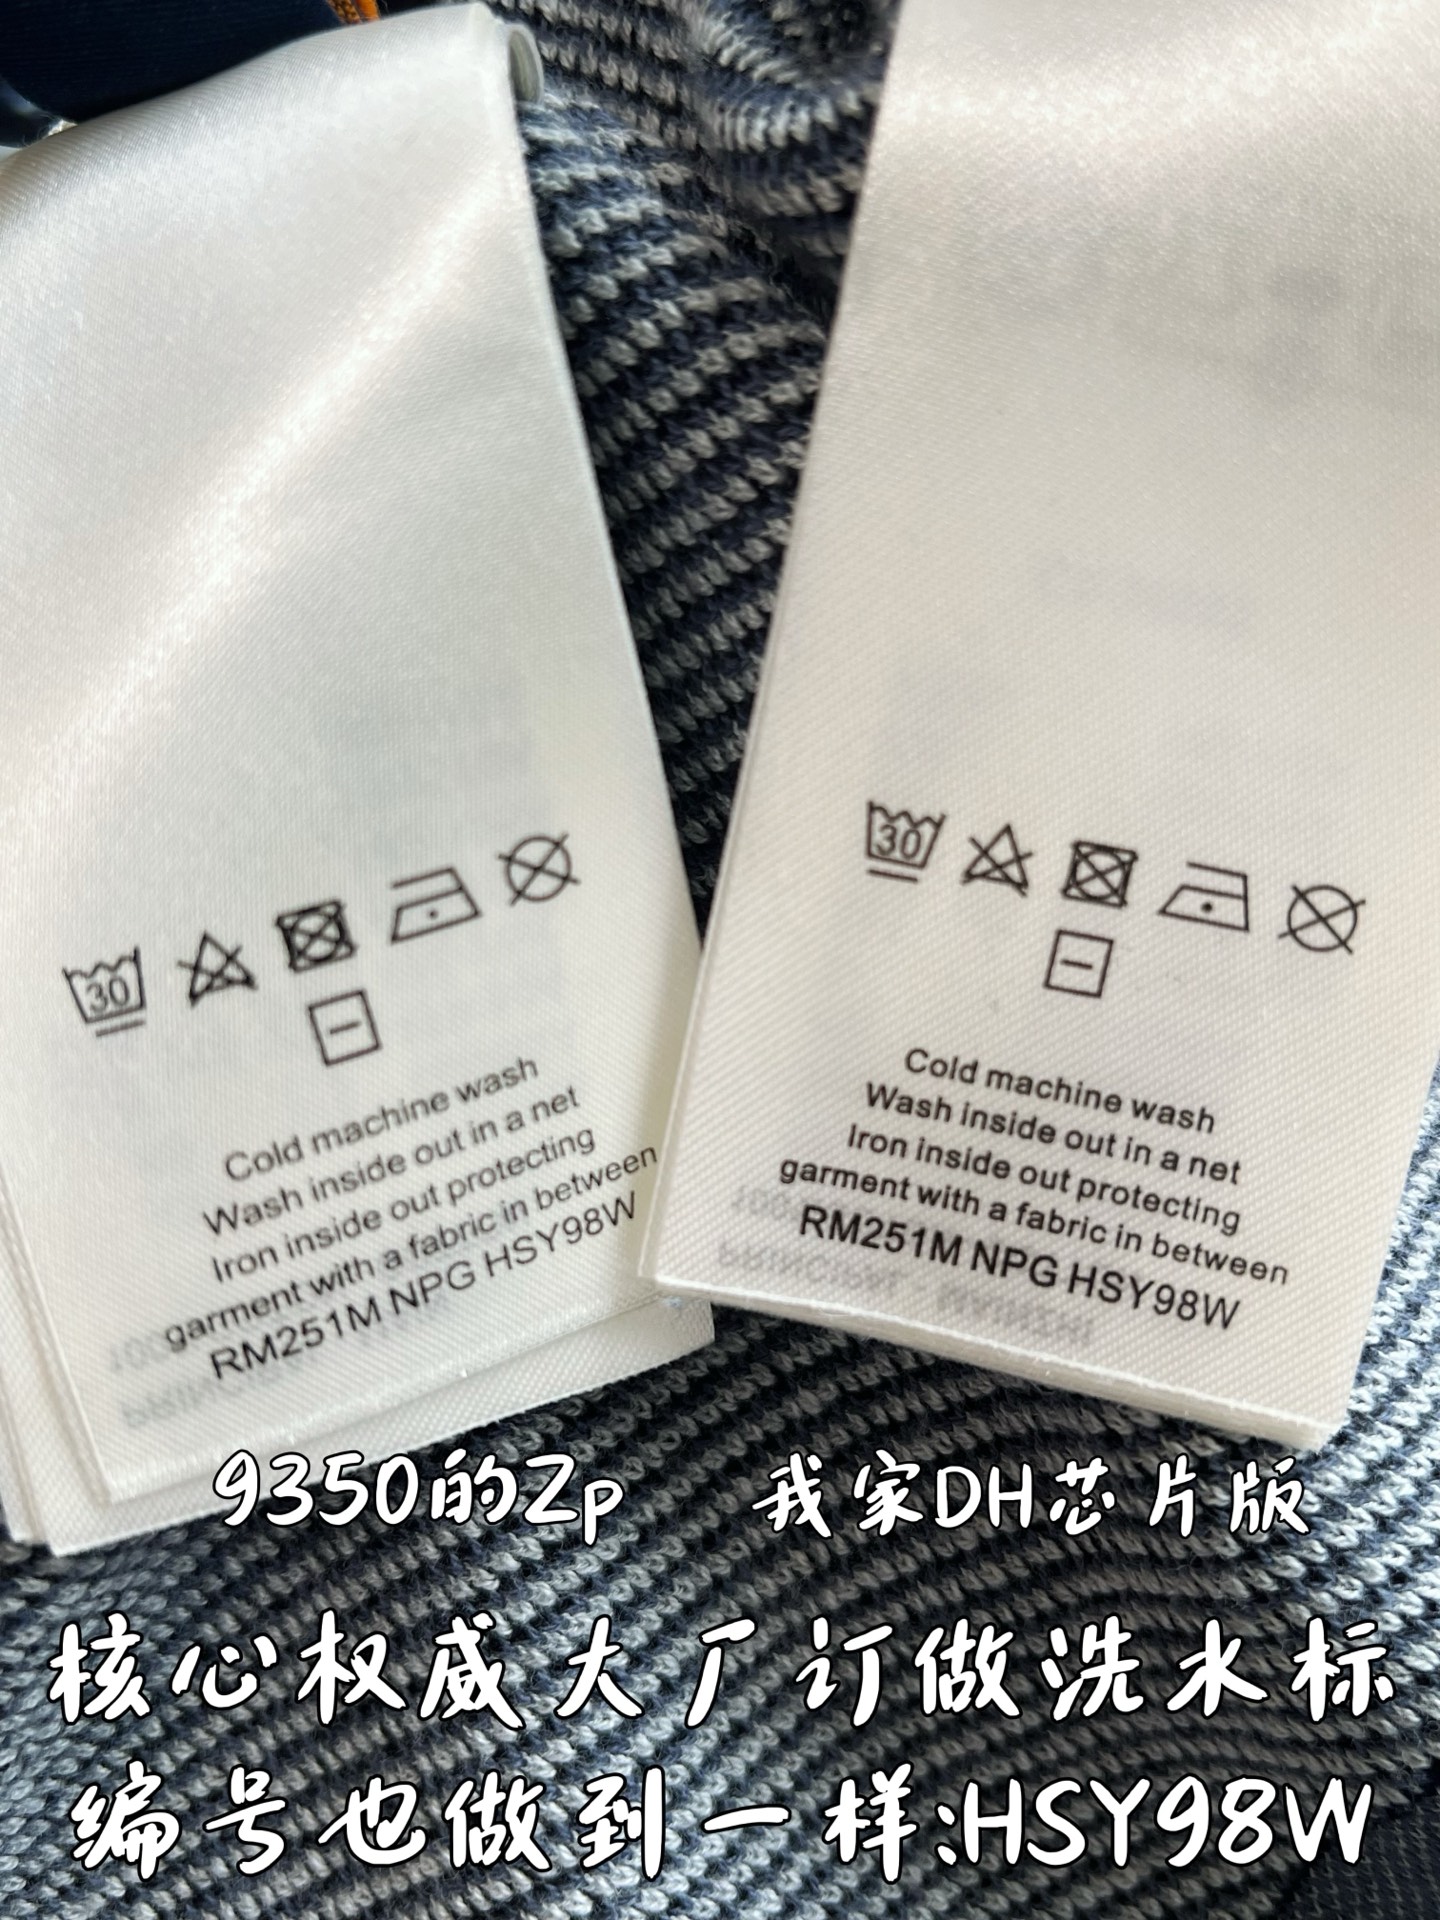 30
Cold machine wash
Wash inside out in a net
Iron inside out protecting
garment with a fabric in between
RM251M NPG HSY98W
30
Cold machine wash
Wash inside out in a net
Iron inside out protecting
garment with a fabric in between
RM251M NPG HSY98W
9350的Zp 我家DH芯片版
核心权威大厂订做洗水标
编号也做到一样:HSY98W